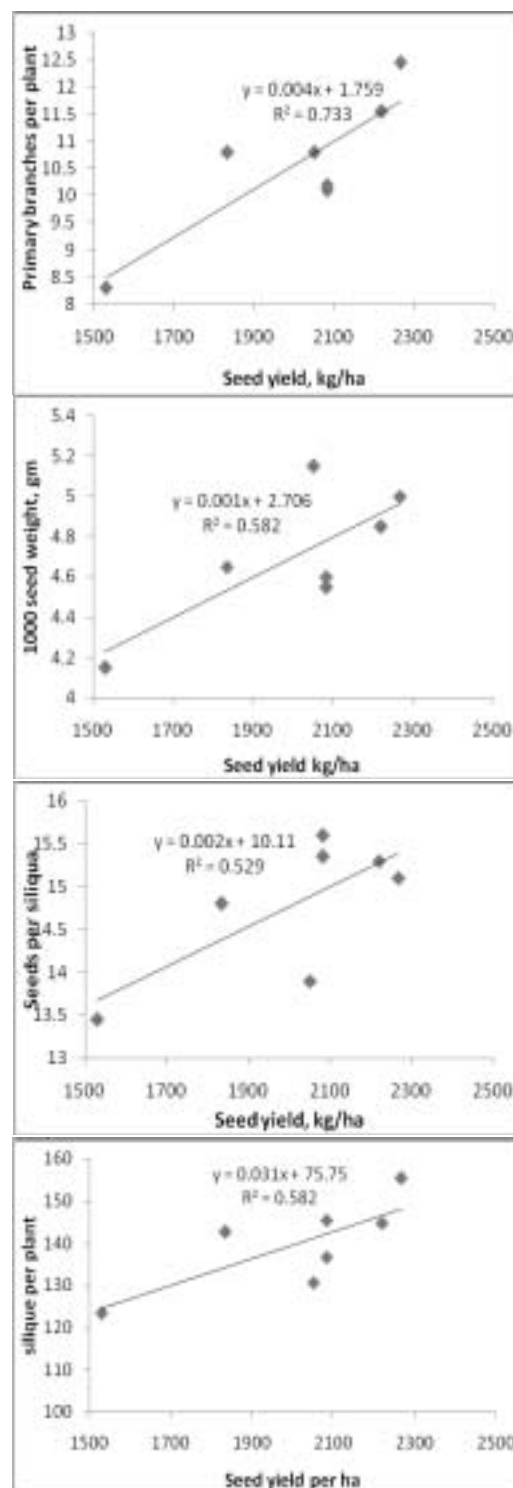 Primary branches per plant
13
12.5
12
11.5
11
10.5
10
9.5
9
8.5
8
y = 0.004x + 1.759
R² = 0.733
1500 1700 1900 2100 2300 2500
Seed yield, kg/ha
1000 seed weight, gm
5.4
5.2
5
4.8
4.6
4.4
4.2
4
y = 0.001x + 2.706
R² = 0.582
1500 1700 1900 2100 2300 2500
Seed yield kg/ha
Seeds per siliqua,
16
15.5
15
14.5
14
13.5
13
y = 0.002x + 10.11
R² = 0.529
1500 1700 1900 2100 2300 2500
Seed yield, kg/ha
silique per plant
160
150
140
130
120
110
100
y = 0.031x + 75.75
R² = 0.582
1500 1700 1900 2100 2300 2500
Seed yield per ha